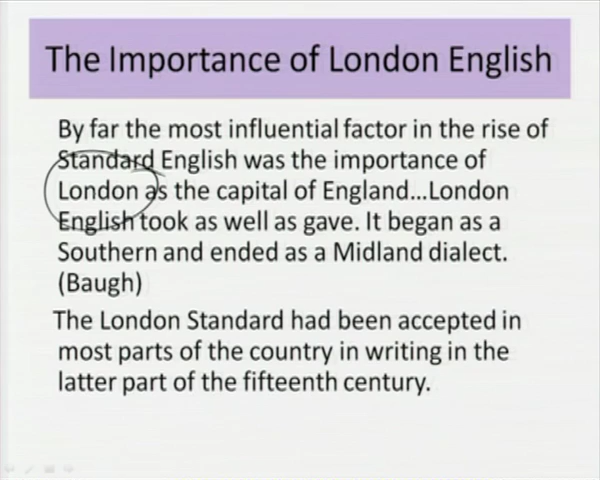 The Importance of London English
By far the most influential factor in the rise of
Standard English was the importance of
London as the capital of England...London
English took as well as gave. It began as a
Southern and ended as a Midland dialect.
(Baugh)
The London Standard had been accepted in
most parts of the country in writing in the
latter part of the fifteenth century.